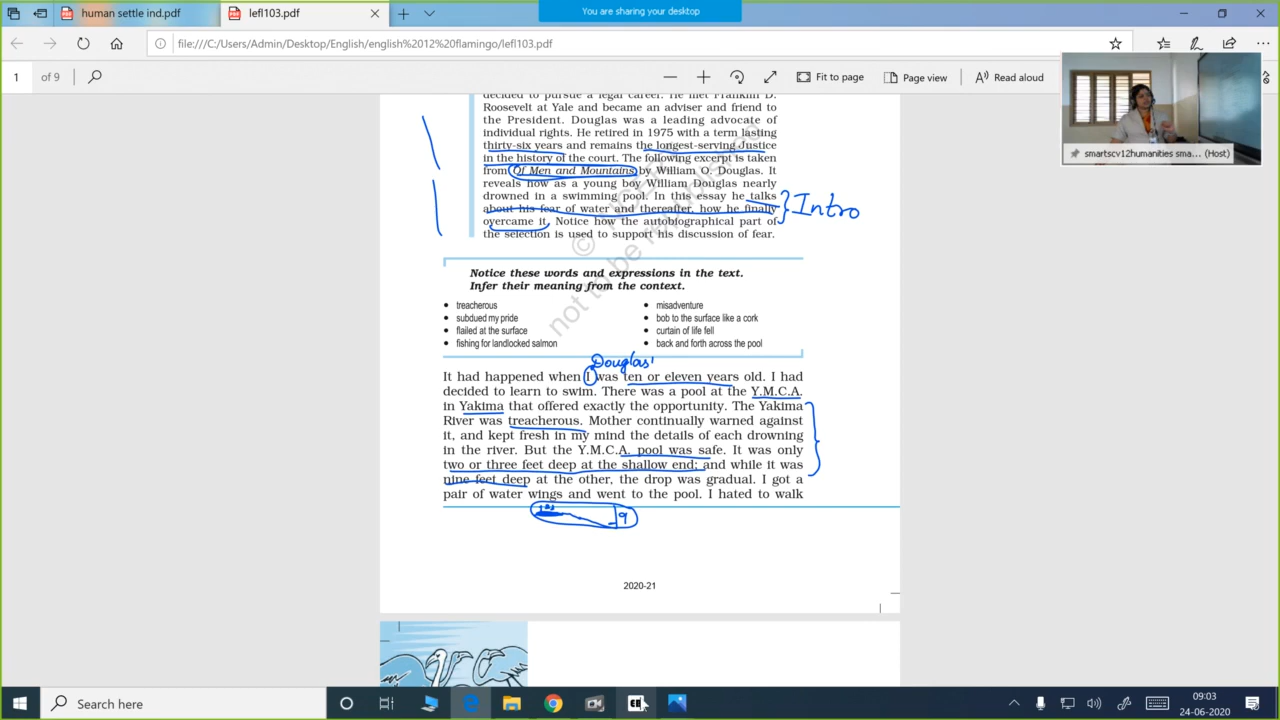 You are sharing your desktop
human settle ind.pdf
lefl103.pdf
file:///C:/Users/Admin/Desktop/English/english%2012%20flamingo/lefl103.pdf
1 of 9
Fit to page
Page view
Read aloud
smartscv12humanities sma... (Host)
decided to pursue a legal career. He met Franklin D.
Roosevelt at Yale and became an adviser and friend to
the President. Douglas was a leading advocate of
individual rights. He retired in 1975 with a term lasting
thirty-six years and remains the longest-serving Justice
in the history of the court. The following excerpt is taken
from Of Men and Mountains by William O. Douglas. It
reveals how as a young boy William Douglas nearly
drowned in a swimming pool. In this essay he talks
about his fear of water and thereafter, how he finally
overcame it. Notice how the autobiographical part of
the selection is used to support his discussion of fear.
Intro
©
not to be republished
Notice these words and expressions in the text.
Infer their meaning from the context.
• treacherous
• subdued my pride
• flailed at the surface
• fishing for landlocked salmon
• misadventure
• bob to the surface like a cork
• curtain of life fell
• back and forth across the pool
Douglas'
It had happened when I was ten or eleven years old. I had
decided to learn to swim. There was a pool at the Y.M.C.A.
in Yakima that offered exactly the opportunity. The Yakima
River was treacherous. Mother continually warned against
it, and kept fresh in my mind the details of each drowning
in the river. But the Y.M.C.A. pool was safe. It was only
two or three feet deep at the shallow end; and while it was
nine feet deep at the other, the drop was gradual. I got a
pair of water wings and went to the pool. I hated to walk
9
2020-21
Search here
09:03
24-06-2020